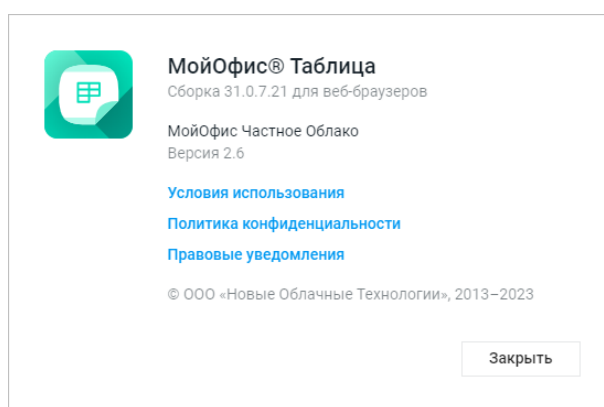 МойОфис® Таблица
Сборка 31.0.7.21 для веб-браузеров
МойОфис Частное Облако
Версия 2.6
Условия использования
Политика конфиденциальности
Правовые уведомления
© ООО «Новые Облачные Технологии», 2013–2023
Закрыть